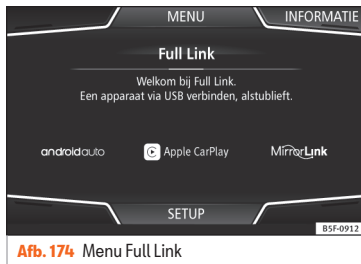 MENU
INFORMATIE
Full Link
Welkom bij Full Link.
Een apparaat via USB verbinden, alstublieft.
androidauto
Apple CarPlay
MirrorLink
SETUP
B5F-0912
Afb. 174 Menu Full Link